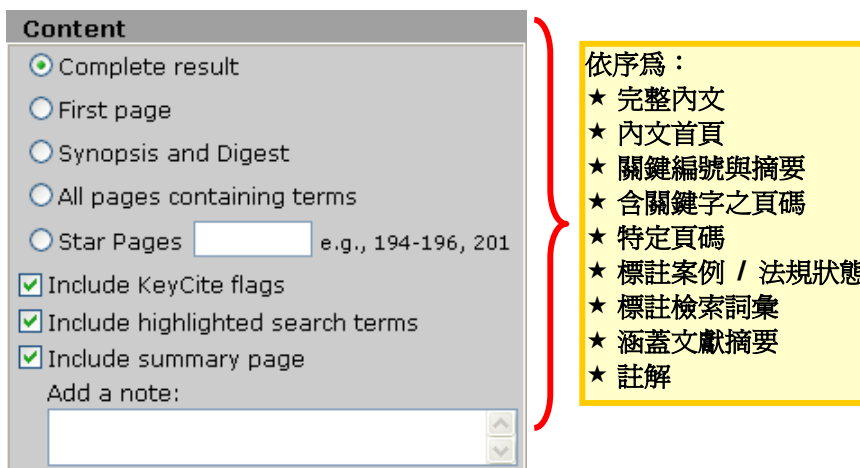 Content
Complete result
First page
Synopsis and Digest
All pages containing terms
Star Pages e.g., 194-196, 201
Include KeyCite flags
Include highlighted search terms
Include summary page
Add a note:
依序為：
★ 完整內文
★ 內文首頁
★ 關鍵編號與摘要
★ 含關鍵字之頁碼
★ 特定頁碼
★ 標註案例 / 法規狀態
★ 標註檢索詞彙
★ 涵蓋文獻摘要
★ 註解